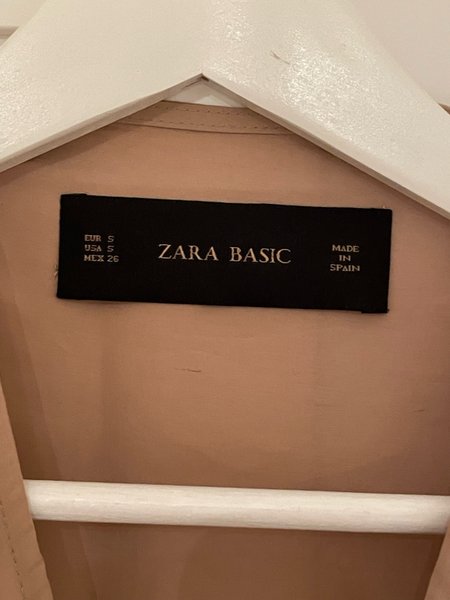 EUR S
USA S
MEX 26
ZARA BASIC
MADE
IN
SPAIN